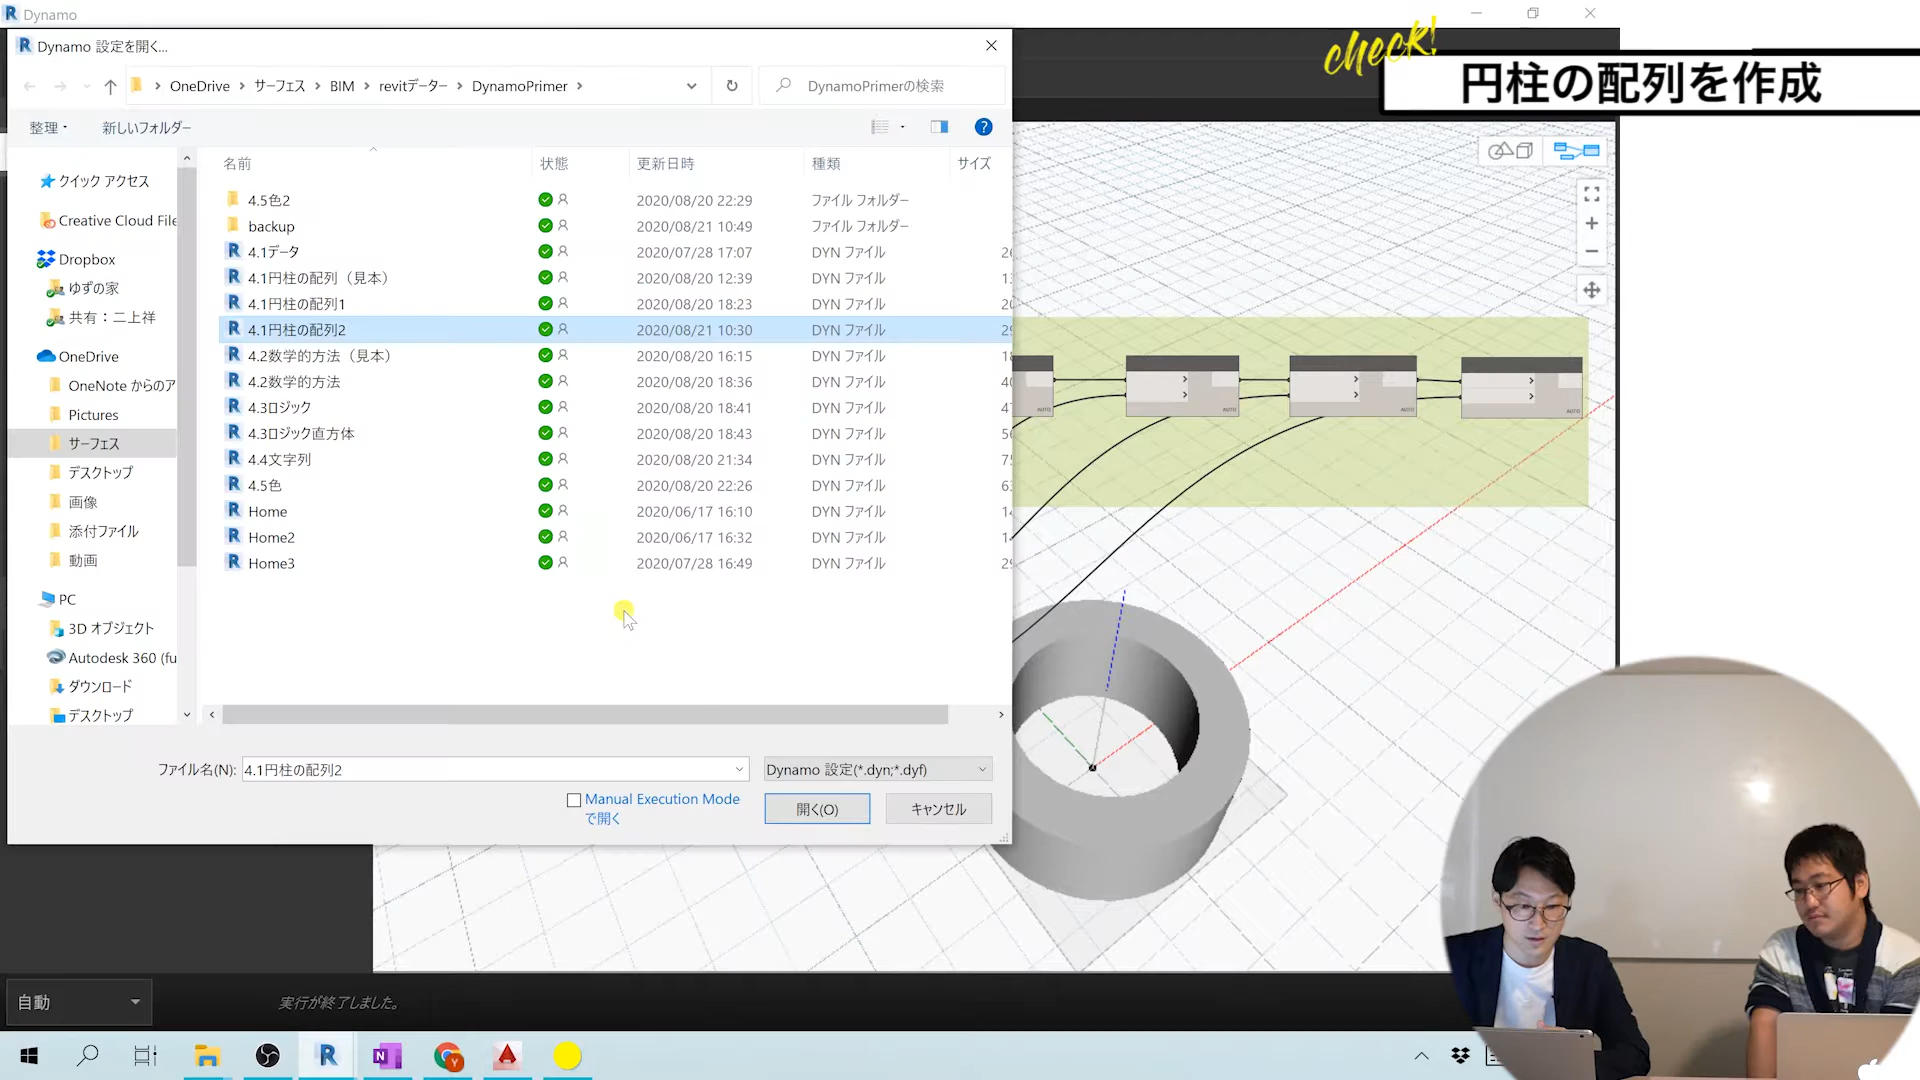 Dynamo
Dynamo 設定を開く...
check!
円柱の配列を作成
OneDrive › サーフェス › BIM › revitデーター › DynamoPrimer ›
DynamoPrimerの検索
整理
新しいフォルダー
名前 状態 更新日時 種類 サイズ
クイック アクセス
Creative Cloud File
Dropbox
ゆずの家
共有：二上祥
OneDrive
OneNote からのア
Pictures
サーフェス
デスクトップ
画像
添付ファイル
動画
PC
3D オブジェクト
Autodesk 360 (fu
ダウンロード
デスクトップ
4.5色2 2020/08/20 22:29 ファイル フォルダー
backup 2020/08/21 10:49 ファイル フォルダー
4.1データ 2020/07/28 17:07 DYN ファイル
4.1円柱の配列（見本） 2020/08/20 12:39 DYN ファイル
4.1円柱の配列1 2020/08/20 18:23 DYN ファイル
4.1円柱の配列2 2020/08/21 10:30 DYN ファイル
4.2数学的方法（見本） 2020/08/20 16:15 DYN ファイル
4.2数学的方法 2020/08/20 18:36 DYN ファイル
4.3ロジック 2020/08/20 18:41 DYN ファイル
4.3ロジック直方体 2020/08/20 18:43 DYN ファイル
4.4文字列 2020/08/20 21:34 DYN ファイル
4.5色 2020/08/20 22:26 DYN ファイル
Home 2020/06/17 16:10 DYN ファイル
Home2 2020/06/17 16:32 DYN ファイル
Home3 2020/07/28 16:49 DYN ファイル
AUTO AUTO AUTO AUTO
ファイル名(N): 4.1円柱の配列2
Dynamo 設定(*.dyn;*.dyf)
Manual Execution Mode
で開く
開く(O)
キャンセル
自動
実行が終了しました。